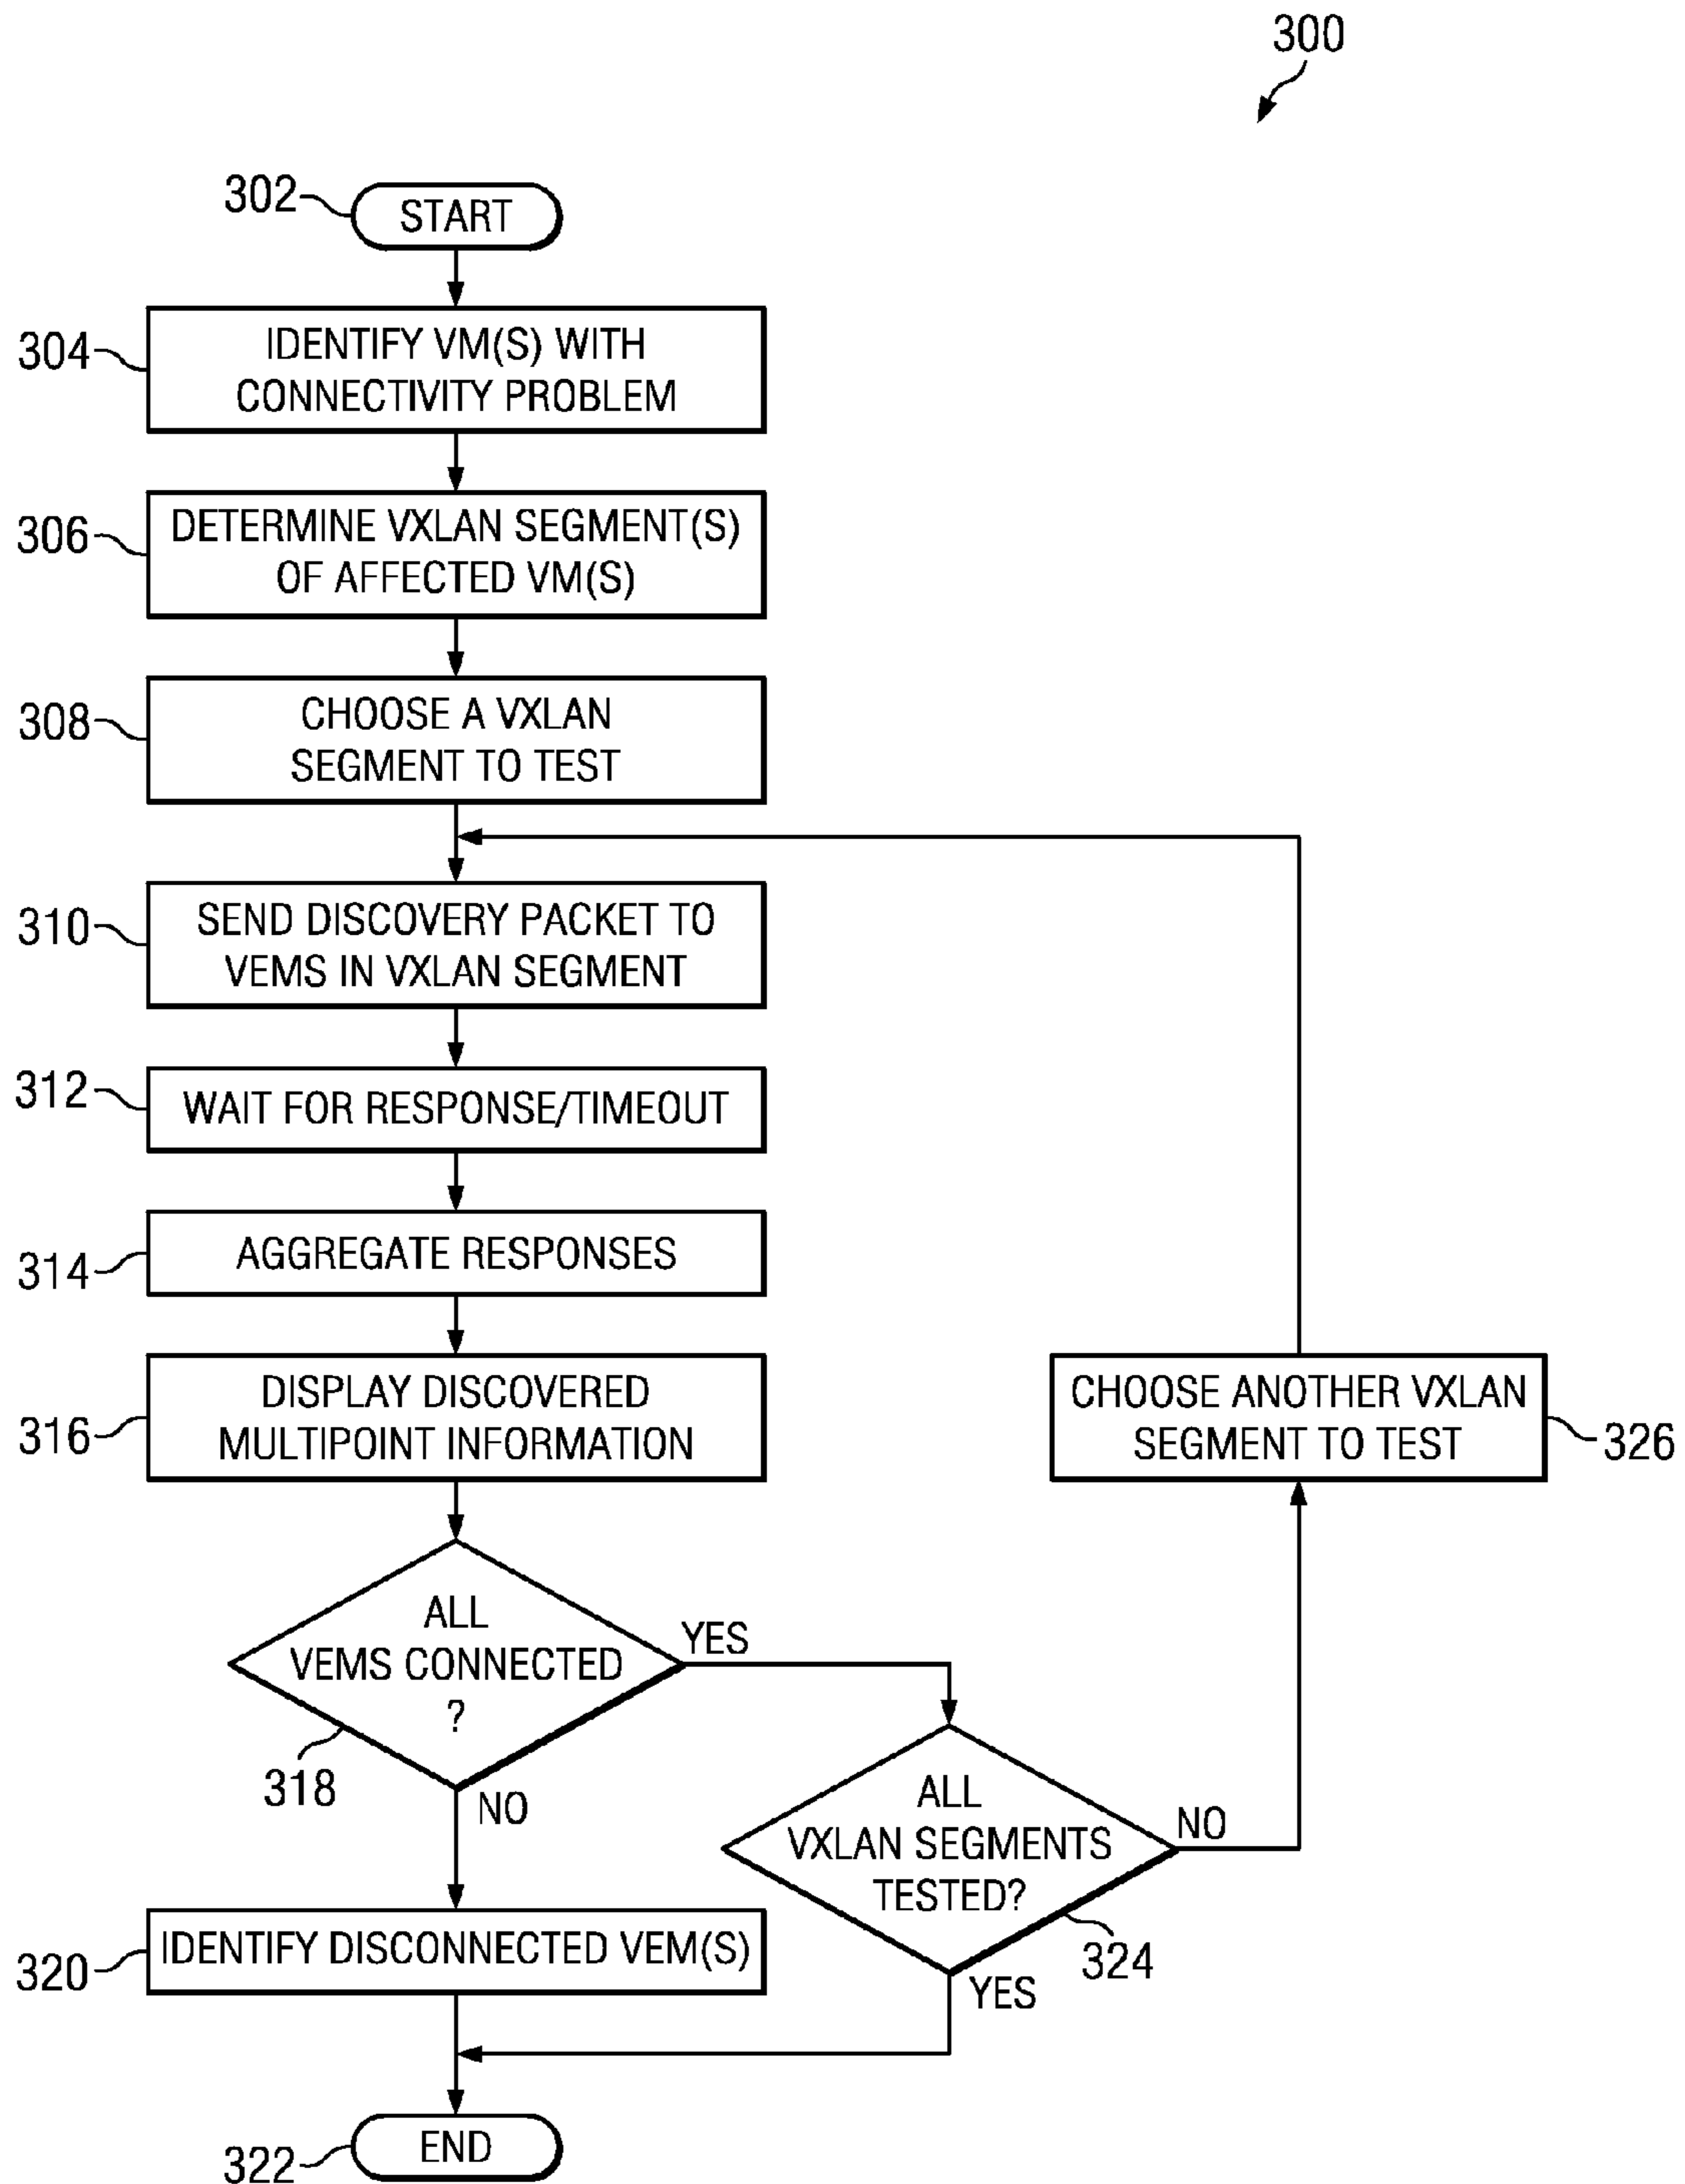 300
302
START
304
IDENTIFY VM(S) WITH
CONNECTIVITY PROBLEM
306
DETERMINE VXLAN SEGMENT(S)
OF AFFECTED VM(S)
308
CHOOSE A VXLAN
SEGMENT TO TEST
310
SEND DISCOVERY PACKET TO
VEMS IN VXLAN SEGMENT
312
WAIT FOR RESPONSE/TIMEOUT
314
AGGREGATE RESPONSES
316
DISPLAY DISCOVERED
MULTIPOINT INFORMATION
CHOOSE ANOTHER VXLAN
SEGMENT TO TEST
326
ALL
VEMS CONNECTED
?
YES
318
NO
ALL
VXLAN SEGMENTS
TESTED?
NO
324
YES
320
IDENTIFY DISCONNECTED VEM(S)
322
END